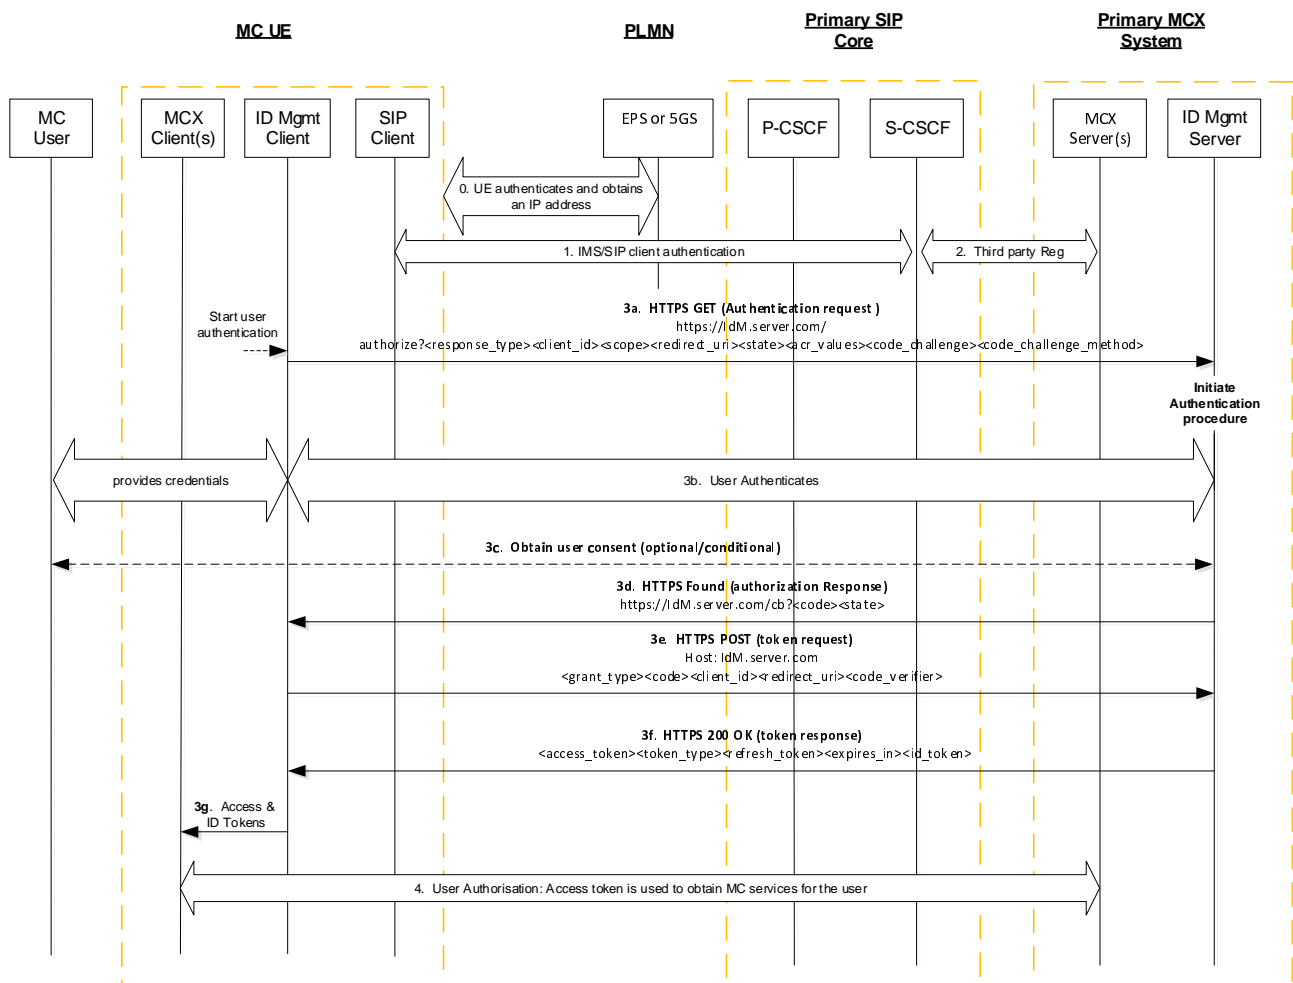 MC UE
PLMN
Primary SIP
Core
Primary MCX
System
MC
User
MCX
Client(s)
ID Mgmt
Client
SIP
Client
EPS or 5GS
P-CSCF
S-CSCF
MCX
Server(s)
ID Mgmt
Server
0. UE authenticates and obtains
an IP address
1. IMS/SIP client authentication
2. Third party Reg
Start user
authentication
3a. HTTPS GET (Authentication request )
https://IdM.server.com/
authorize?<response_type><client_id><scope><redirect_uri><state><acr_values><code_challenge><code_challenge_method>
Initiate
Authentication
procedure
provides credentials
3b. User Authenticates
3c. Obtain user consent (optional/conditional)
3d. HTTPS Found (authorization Response)
https://IdM.server.com/cb?<code><state>
3e. HTTPS POST (token request)
Host: IdM.server.com
<grant_type><code><client_id><redirect_uri><code_verifier>
3f. HTTPS 200 OK (token response)
<access_token><token_type><refresh_token><expires_in><id_token>
3g. Access &
ID Tokens
4. User Authorisation: Access token is used to obtain MC services for the user